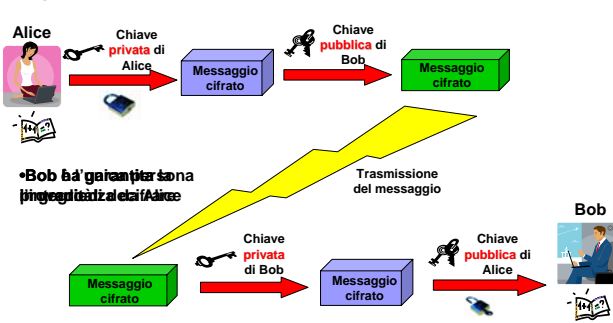 Alice
Chiave
privata di
Alice
Chiave
pubblica di
Bob
Messaggio
cifrato
Messaggio
cifrato
Trasmissione
del messaggio
Bob
Chiave
privata
di Bob
Chiave
pubblica di
Alice
Messaggio
cifrato
Messaggio
cifrato